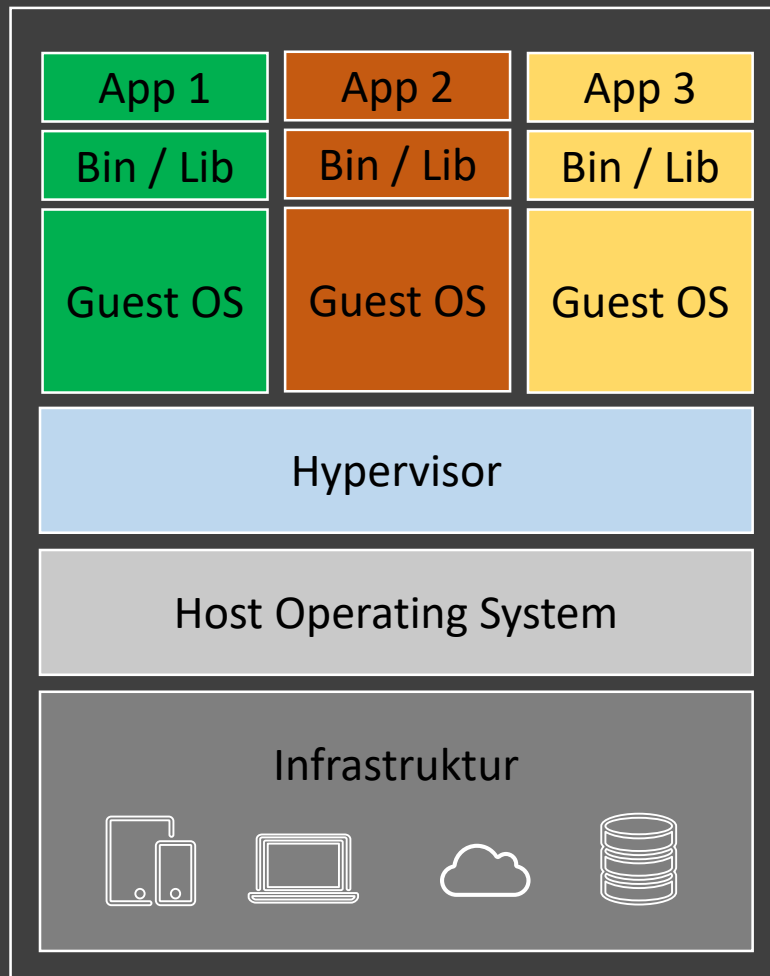 App 1
App 2
App 3
Bin / Lib
Bin / Lib
Bin / Lib
Guest OS
Guest OS
Guest OS
Hypervisor
Host Operating System
Infrastruktur